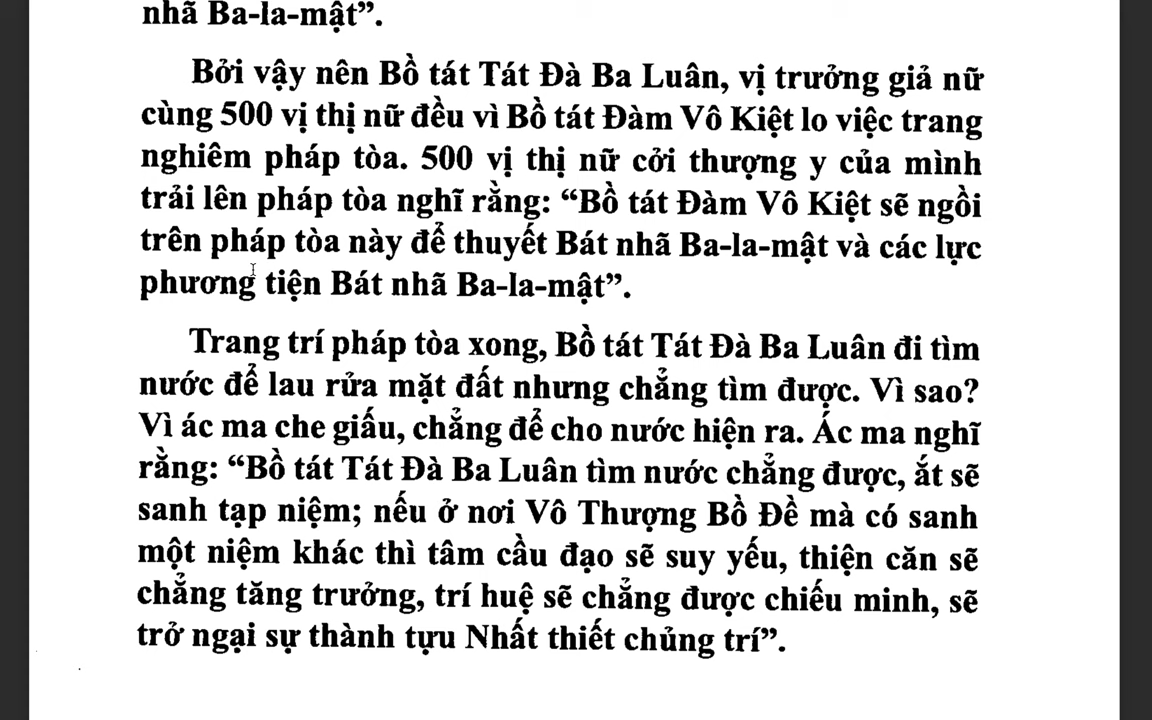 nhã Ba-la-mật”.
Bởi vậy nên Bồ tát Tát Đà Ba Luân, vị trưởng giả nữ
cùng 500 vị thị nữ đều vì Bồ tát Đàm Vô Kiệt lo việc trang
nghiêm pháp tòa. 500 vị thị nữ cởi thượng y của mình
trải lên pháp tòa nghĩ rằng: “Bồ tát Đàm Vô Kiệt sẽ ngồi
trên pháp tòa này để thuyết Bát nhã Ba-la-mật và các lực
phương tiện Bát nhã Ba-la-mật”.
Trang trí pháp tòa xong, Bồ tát Tát Đà Ba Luân đi tìm
nước để lau rửa mặt đất nhưng chẳng tìm được. Vì sao?
Vì ác ma che giấu, chẳng để cho nước hiện ra. Ác ma nghĩ
rằng: “Bồ tát Tát Đà Ba Luân tìm nước chẳng được, ắt sẽ
sanh tạp niệm; nếu ở nơi Vô Thượng Bồ Đề mà có sanh
một niệm khác thì tâm cầu đạo sẽ suy yếu, thiện căn sẽ
chẳng tăng trưởng, trí huệ sẽ chẳng được chiếu minh, sẽ
trở ngại sự thành tựu Nhất thiết chủng trí”.